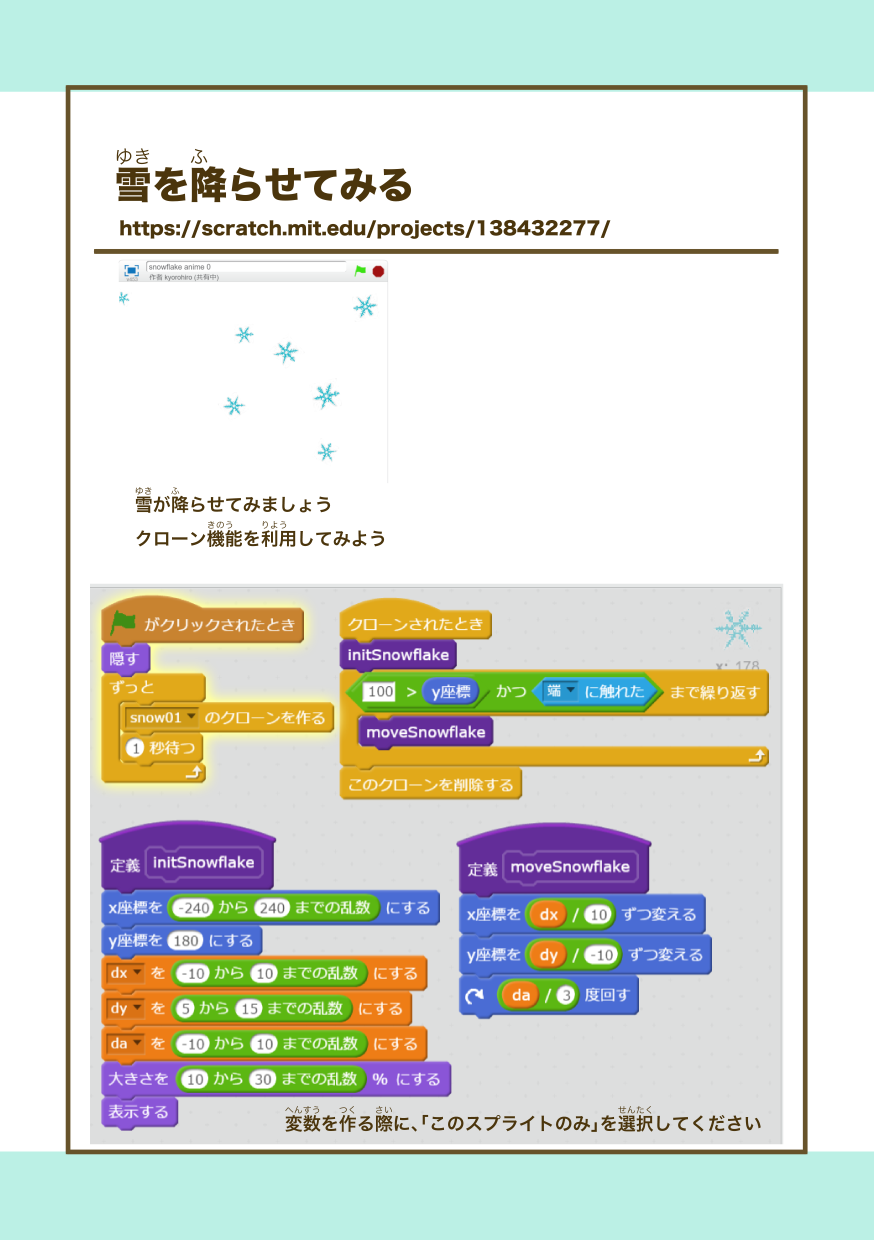 ゆき ふ
雪を降らせてみる
https://scratch.mit.edu/projects/138432277/
snowflake anime 0
作者 kyorohiro (共有中)
ゆき ふ
雪が降らせてみましょう
きのう りよう
クローン機能を利用してみよう
がクリックされたとき
隠す
ずっと
snow01 のクローンを作る
1 秒待つ
クローンされたとき
initSnowflake
100 > y座標 かつ 端 に触れた まで繰り返す
moveSnowflake
このクローンを削除する
x: 178
定義 initSnowflake
x座標を -240 から 240 までの乱数 にする
y座標を 180 にする
dx を -10 から 10 までの乱数 にする
dy を 5 から 15 までの乱数 にする
da を -10 から 10 までの乱数 にする
大きさを 10 から 30 までの乱数 % にする
表示する
定義 moveSnowflake
x座標を dx / 10 ずつ変える
y座標を dy / -10 ずつ変える
da / 3 度回す
へんすう つく さい せんたく
変数を作る際に、「このスプライトのみ」を選択してください